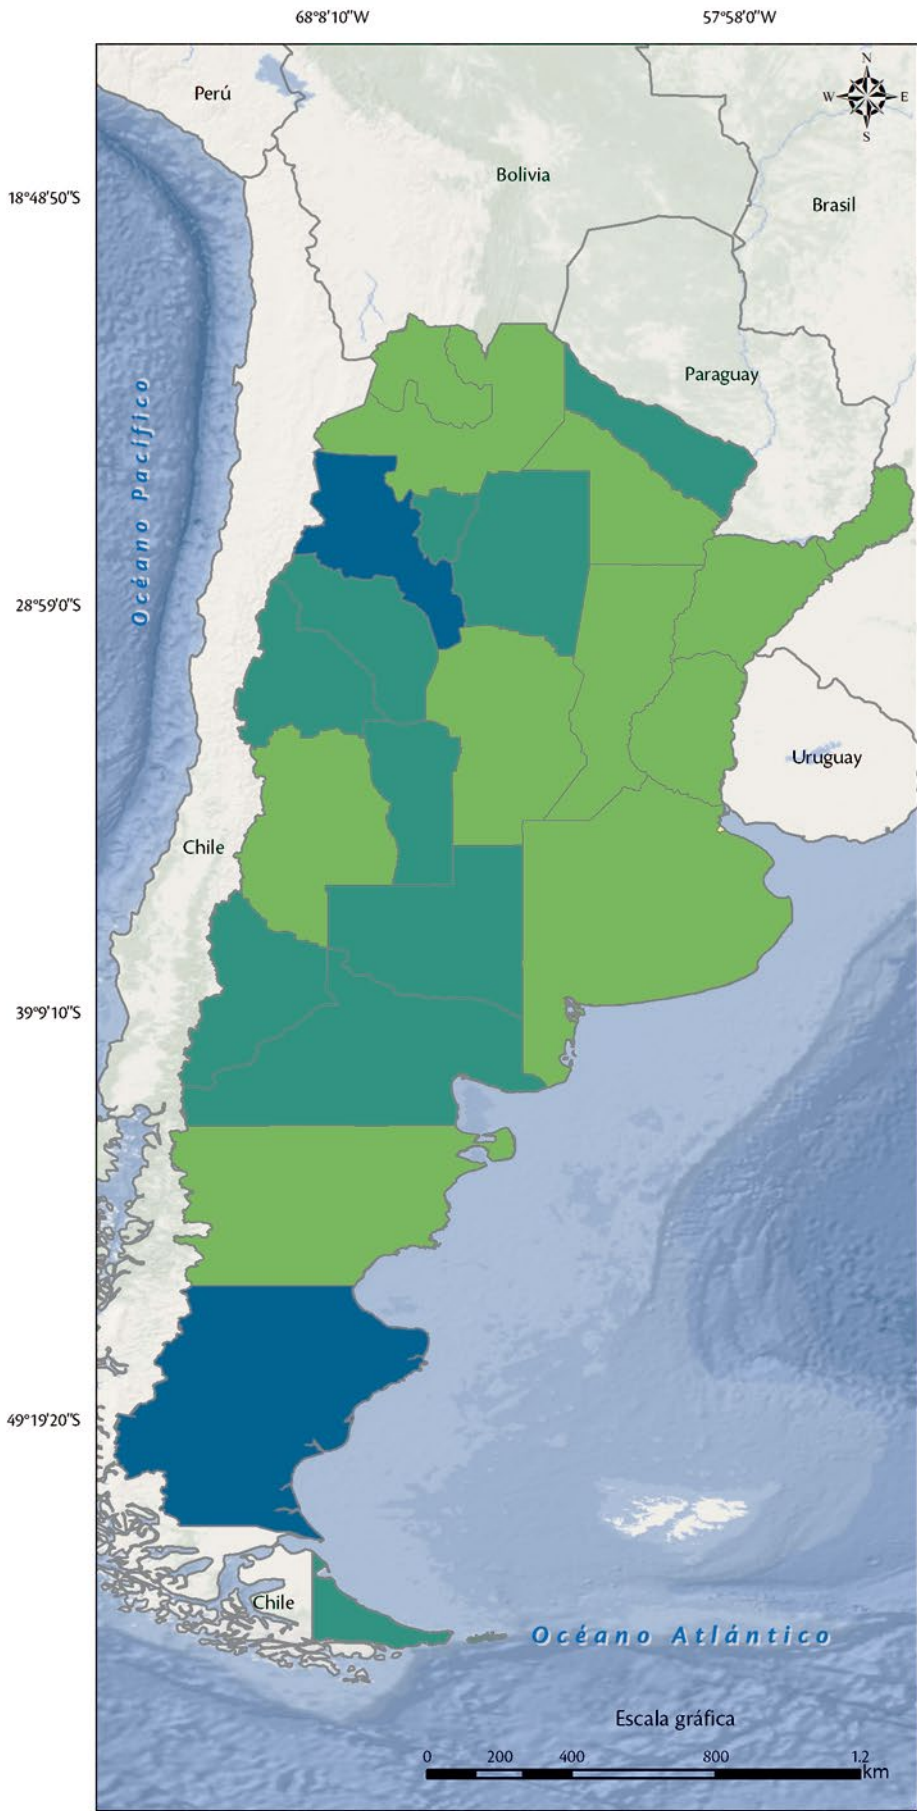 68°8'10"W 57°58'0"W
N
W E
S
Perú
Bolivia
18°48'50"S
Brasil
Paraguay
Océano Pacífico
28°59'0"S
Uruguay
Chile
39°9'10"S
49°19'20"S
Chile
Océano Atlántico
Escala gráfica
0 200 400 800 1.2
km